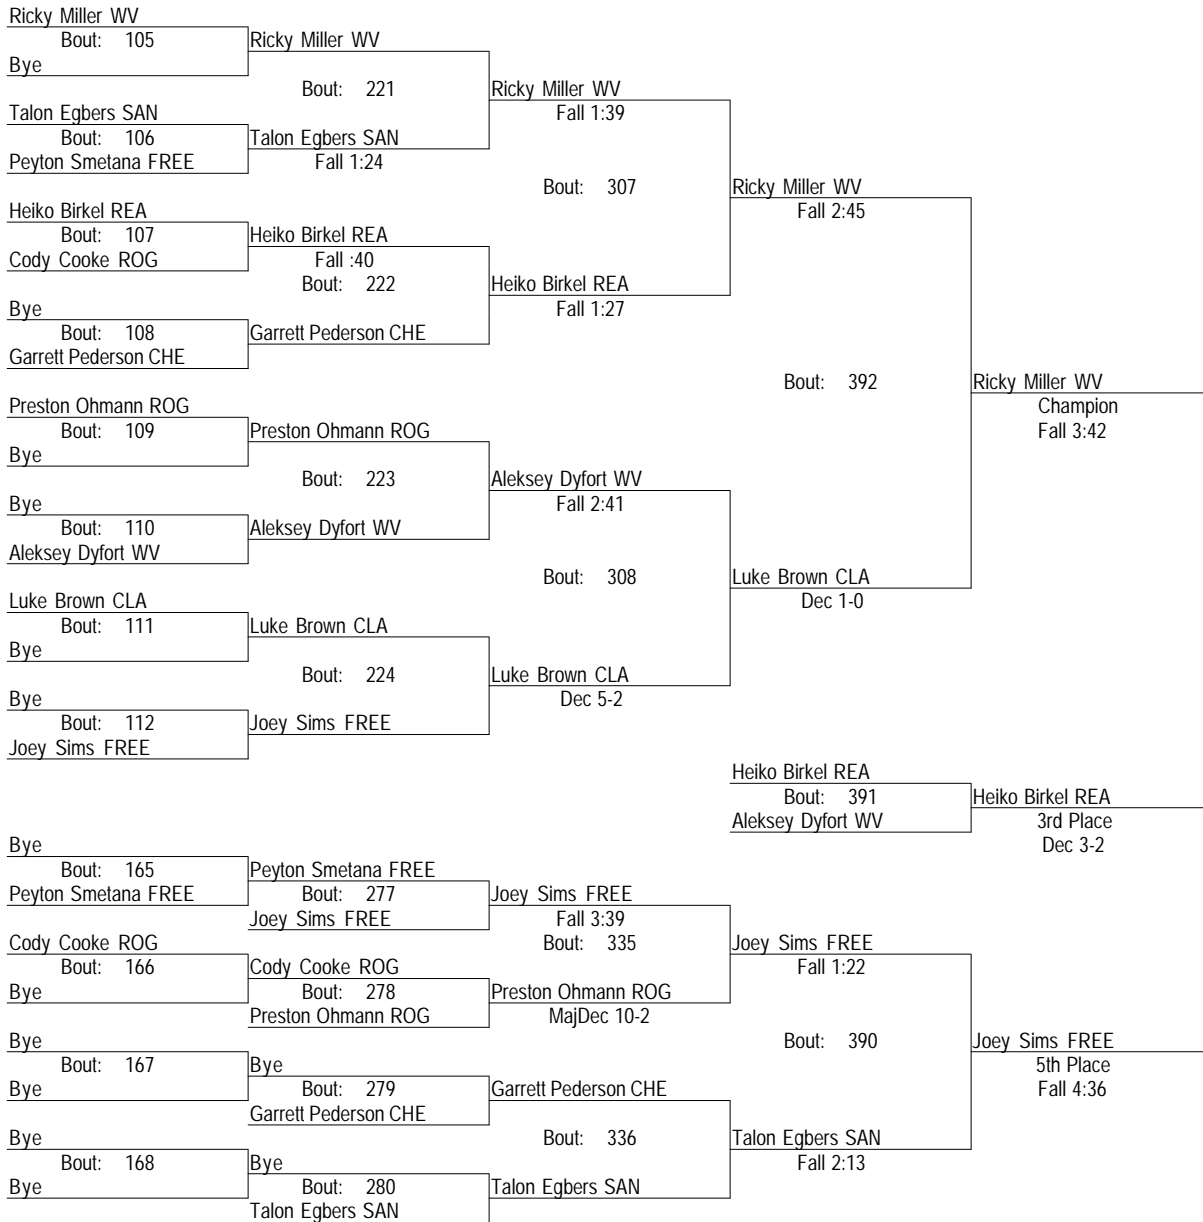 Ricky Miller WV
Bout: 105
Bye
Ricky Miller WV
Bout: 221
Talon Egbers SAN
Bout: 106
Peyton Smetana FREE
Talon Egbers SAN
Fall 1:24
Ricky Miller WV
Fall 1:39
Bout: 307
Heiko Birkel REA
Bout: 107
Cody Cooke ROG
Heiko Birkel REA
Fall :40
Bout: 222
Bye
Bout: 108
Garrett Pederson CHE
Garrett Pederson CHE
Heiko Birkel REA
Fall 1:27
Ricky Miller WV
Fall 2:45
Bout: 392
Preston Ohmann ROG
Bout: 109
Bye
Preston Ohmann ROG
Bout: 223
Bye
Bout: 110
Aleksey Dyfort WV
Aleksey Dyfort WV
Aleksey Dyfort WV
Fall 2:41
Bout: 308
Luke Brown CLA
Bout: 111
Bye
Luke Brown CLA
Bout: 224
Bye
Bout: 112
Joey Sims FREE
Joey Sims FREE
Luke Brown CLA
Dec 5-2
Luke Brown CLA
Dec 1-0
Ricky Miller WV
Champion
Fall 3:42
Heiko Birkel REA
Bout: 391
Aleksey Dyfort WV
Heiko Birkel REA
3rd Place
Dec 3-2
Bye
Bout: 165
Peyton Smetana FREE
Peyton Smetana FREE
Bout: 277
Joey Sims FREE
Joey Sims FREE
Fall 3:39
Bout: 335
Cody Cooke ROG
Bout: 166
Bye
Cody Cooke ROG
Bout: 278
Preston Ohmann ROG
Preston Ohmann ROG
MajDec 10-2
Joey Sims FREE
Fall 1:22
Bout: 390
Bye
Bout: 167
Bye
Bye
Bout: 279
Garrett Pederson CHE
Garrett Pederson CHE
Bout: 336
Bye
Bout: 168
Bye
Bye
Bout: 280
Talon Egbers SAN
Talon Egbers SAN
Talon Egbers SAN
Fall 2:13
Joey Sims FREE
5th Place
Fall 4:36